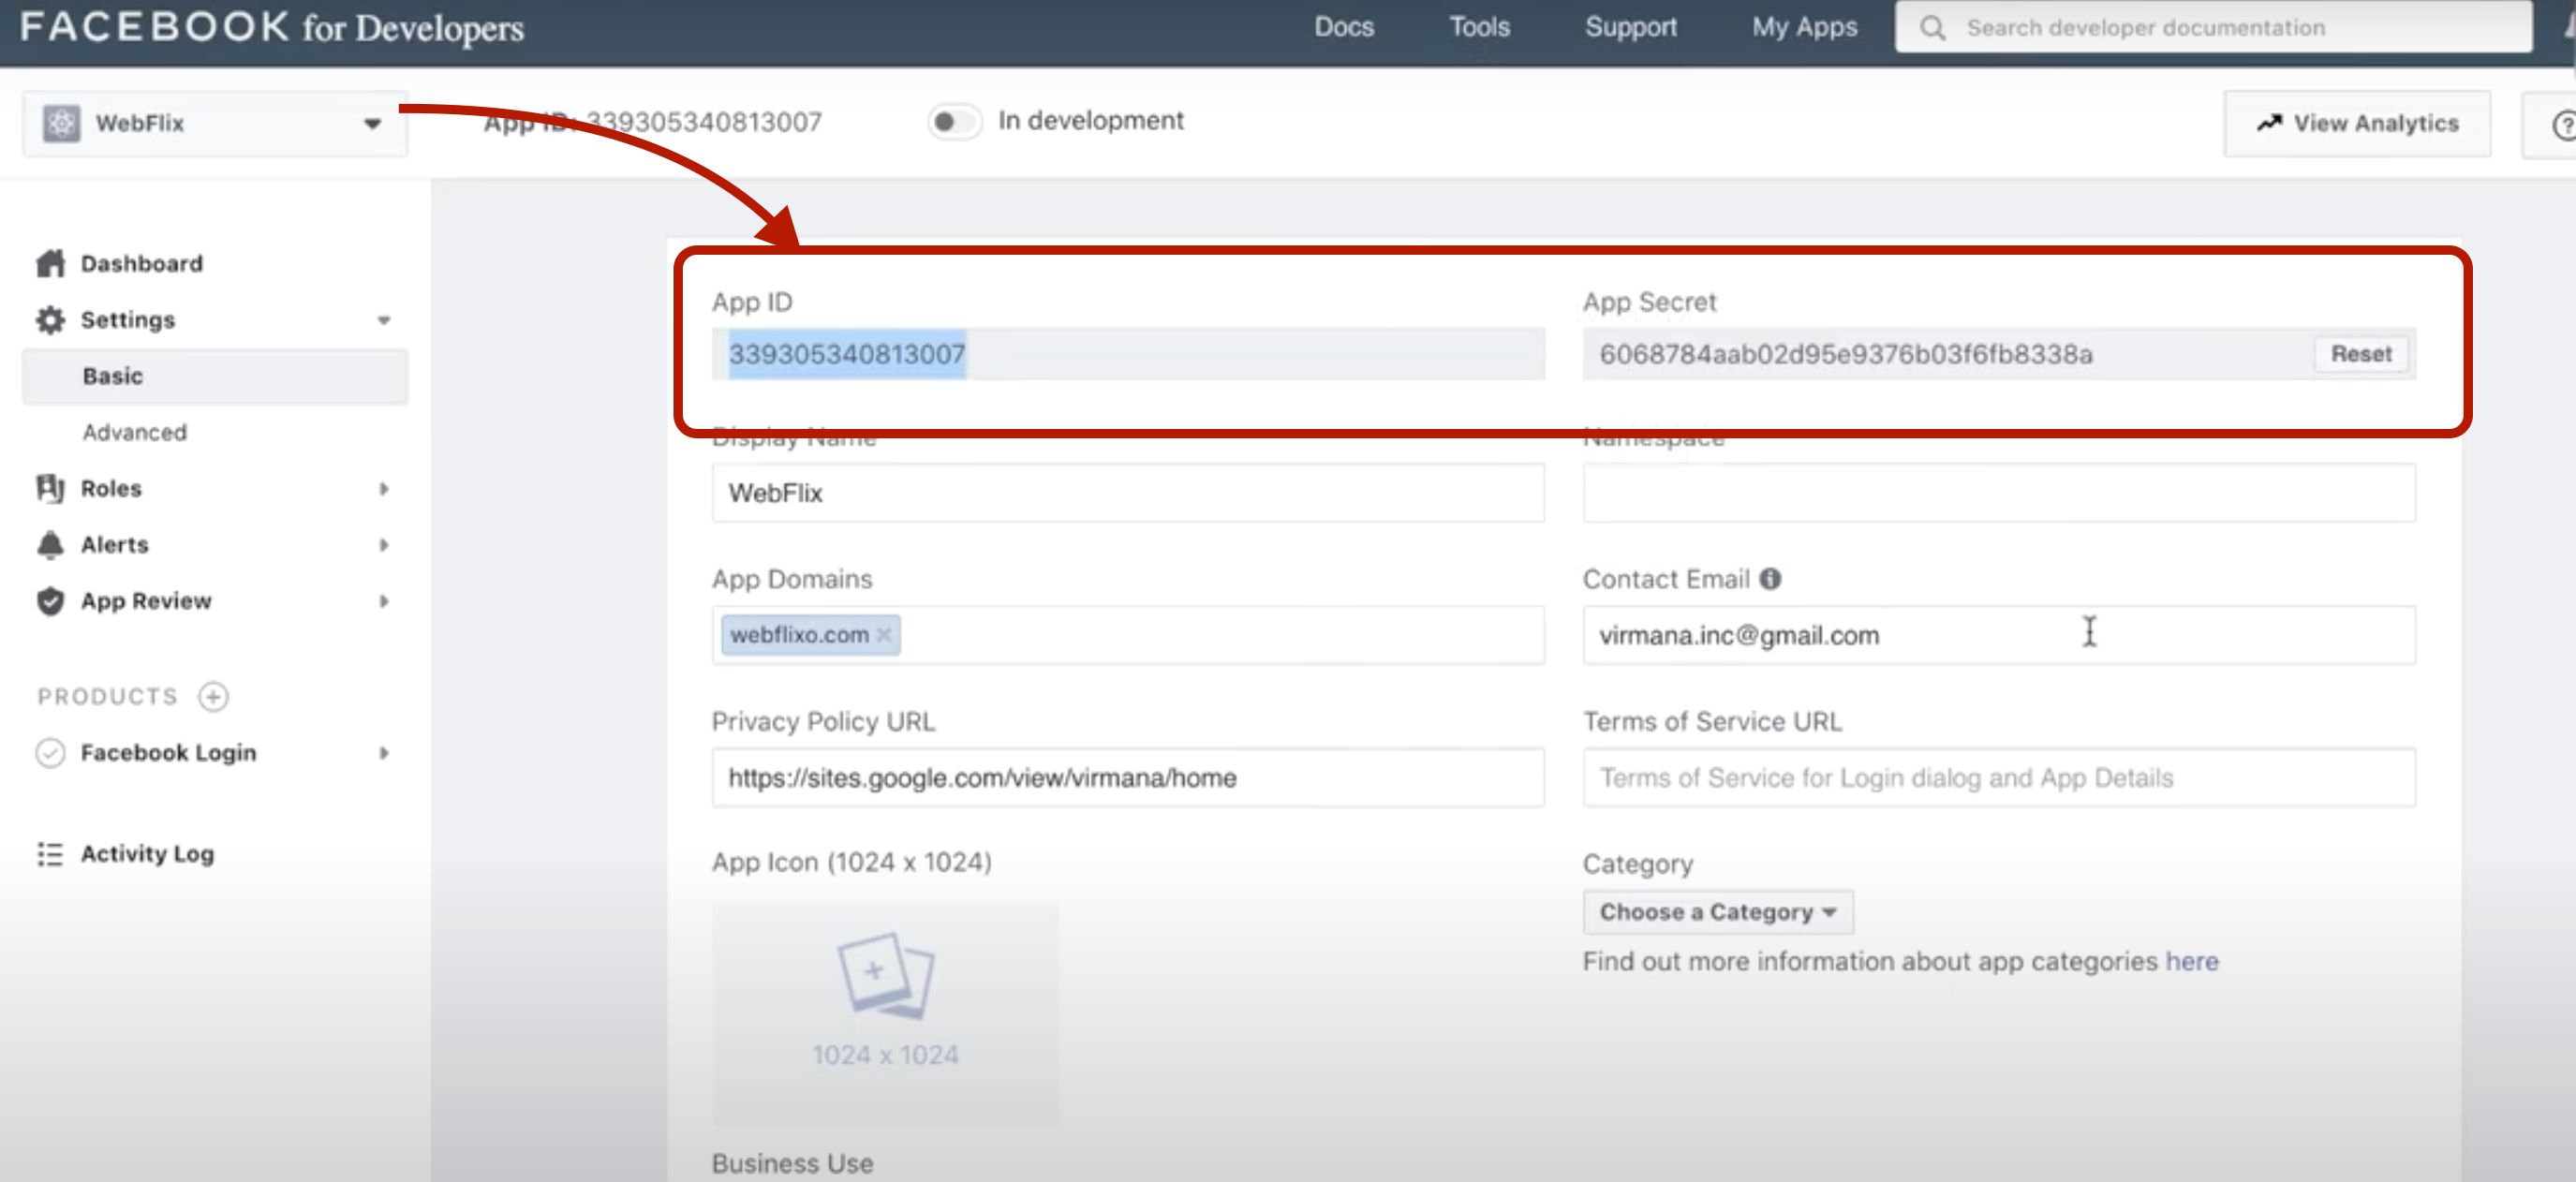 FACEBOOK for Developers
Docs
Tools
Support
My Apps
Search developer documentation
WebFlix
App ID: 339305340813007
In development
View Analytics
Dashboard
Settings
Basic
Advanced
Roles
Alerts
App Review
PRODUCTS
Facebook Login
Activity Log
App ID
339305340813007
App Secret
6068784aab02d95e9376b03f6fb8338a
Reset
Display Name
WebFlix
Namespace
App Domains
webflixo.com
Contact Email
virmana.inc@gmail.com
Privacy Policy URL
https://sites.google.com/view/virmana/home
Terms of Service URL
Terms of Service for Login dialog and App Details
App Icon (1024 x 1024)
1024 x 1024
Category
Choose a Category
Find out more information about app categories here
Business Use